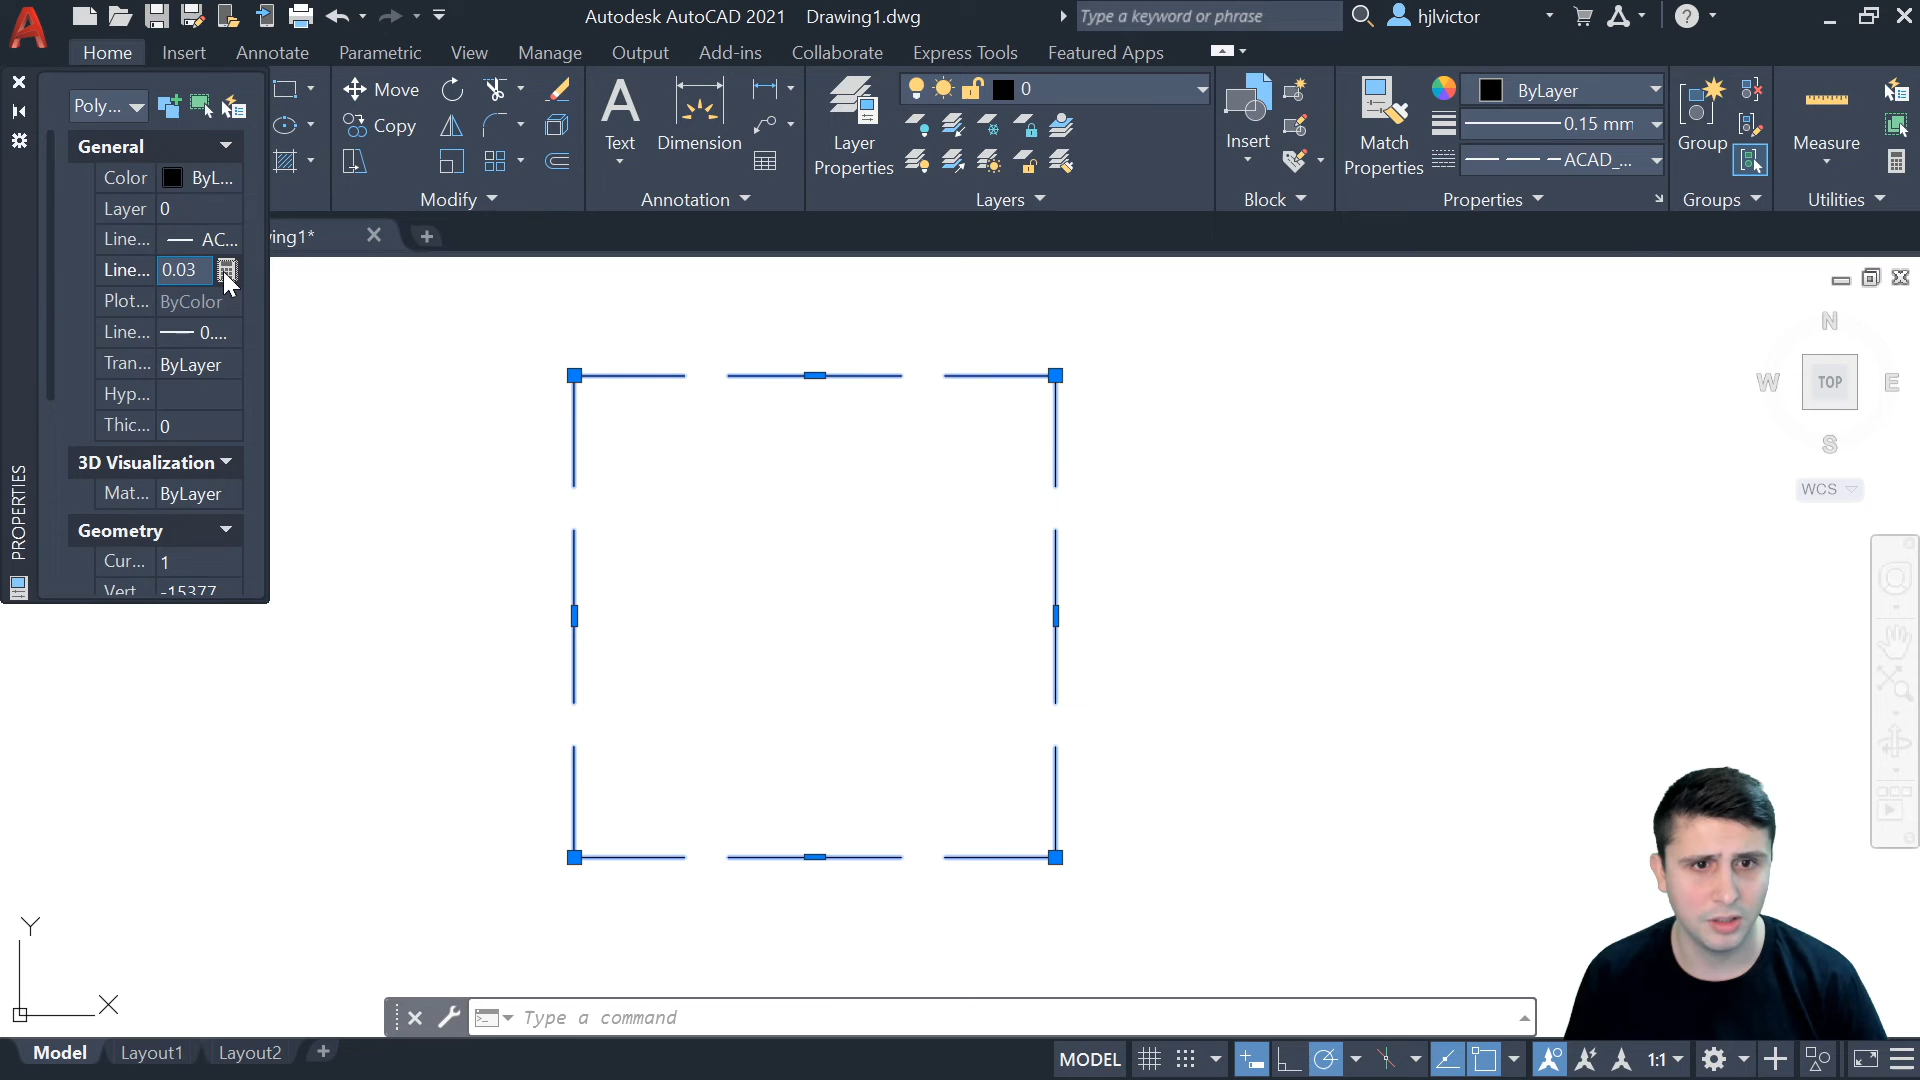 Autodesk AutoCAD 2021 Drawing1.dwg
Type a keyword or phrase
hjlvictor
Home Insert Annotate Parametric View Manage Output Add-ins Collaborate Express Tools Featured Apps
Poly...
Move
Copy
Modify
Text
Dimension
Annotation
Layer
Properties
0
Layers
Insert
Block
Match
Properties
ByLayer
0.15 mm
ACAD_...
Properties
Group
Groups
Measure
Utilities
General
Color ByL...
Layer 0
Line... AC...
Line... 0.03
Plot... ByColor
Line... 0....
Tran... ByLayer
Hyp...
Thic... 0
3D Visualization
Mat... ByLayer
Geometry
Cur... 1
Vert -15377
PROPERTIES
ing1*
N
W TOP E
S
WCS
Y
X
Type a command
Model Layout1 Layout2
MODEL
1:1